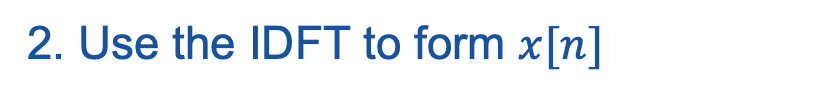 2. Use the IDFT to form x[n]